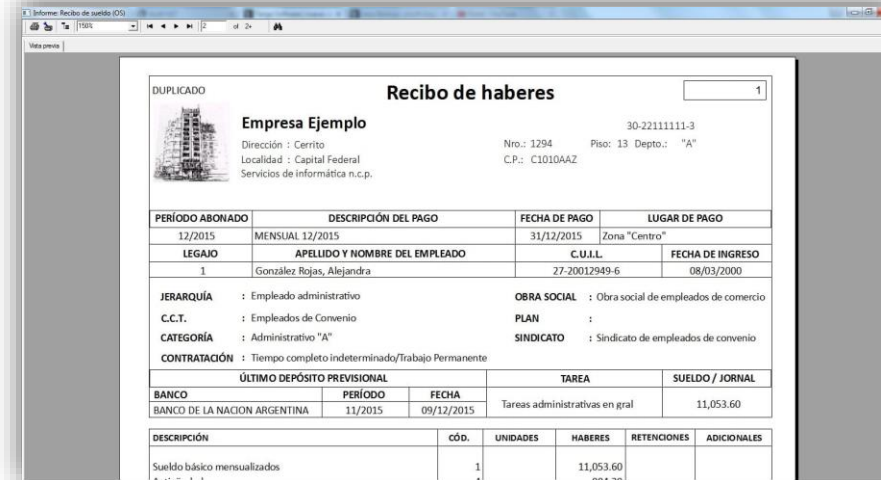 Informe: Recibo de sueldo (OS)
150% 2 of 2+
Vista previa
DUPLICADO Recibo de haberes 1
Empresa Ejemplo 30-22111111-3
Dirección : Cerrito Nro.: 1294 Piso: 13 Depto.: "A"
Localidad : Capital Federal C.P.: C1010AAZ
Servicios de informática n.c.p.
PERÍODO ABONADO DESCRIPCIÓN DEL PAGO FECHA DE PAGO LUGAR DE PAGO
12/2015 MENSUAL 12/2015 31/12/2015 Zona "Centro"
LEGAJO APELLIDO Y NOMBRE DEL EMPLEADO C.U.I.L. FECHA DE INGRESO
1 González Rojas, Alejandra 27-20012949-6 08/03/2000
JERARQUÍA : Empleado administrativo OBRA SOCIAL : Obra social de empleados de comercio
C.C.T. : Empleados de Convenio PLAN :
CATEGORÍA : Administrativo "A" SINDICATO : Sindicato de empleados de convenio
CONTRATACIÓN : Tiempo completo indeterminado/Trabajo Permanente
ÚLTIMO DEPÓSITO PREVISIONAL TAREA SUELDO / JORNAL
BANCO PERÍODO FECHA
BANCO DE LA NACION ARGENTINA 11/2015 09/12/2015 Tareas administrativas en gral 11,053.60
DESCRIPCIÓN CÓD. UNIDADES HABERES RETENCIONES ADICIONALES
Sueldo básico mensualizados 1 11,053.60